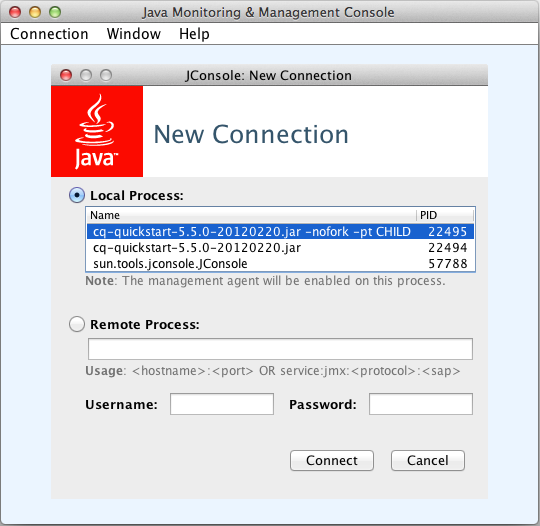 Java Monitoring & Management Console
Connection Window Help
JConsole: New Connection
Java™
New Connection
Local Process:
Name PID
cq-quickstart-5.5.0-20120220.jar -nofork -pt CHILD 22495
cq-quickstart-5.5.0-20120220.jar 22494
sun.tools.jconsole.JConsole 57788
Note: The management agent will be enabled on this process.
Remote Process:
Usage: <hostname>:<port> OR service:jmx:<protocol>:<sap>
Username: Password:
Connect Cancel